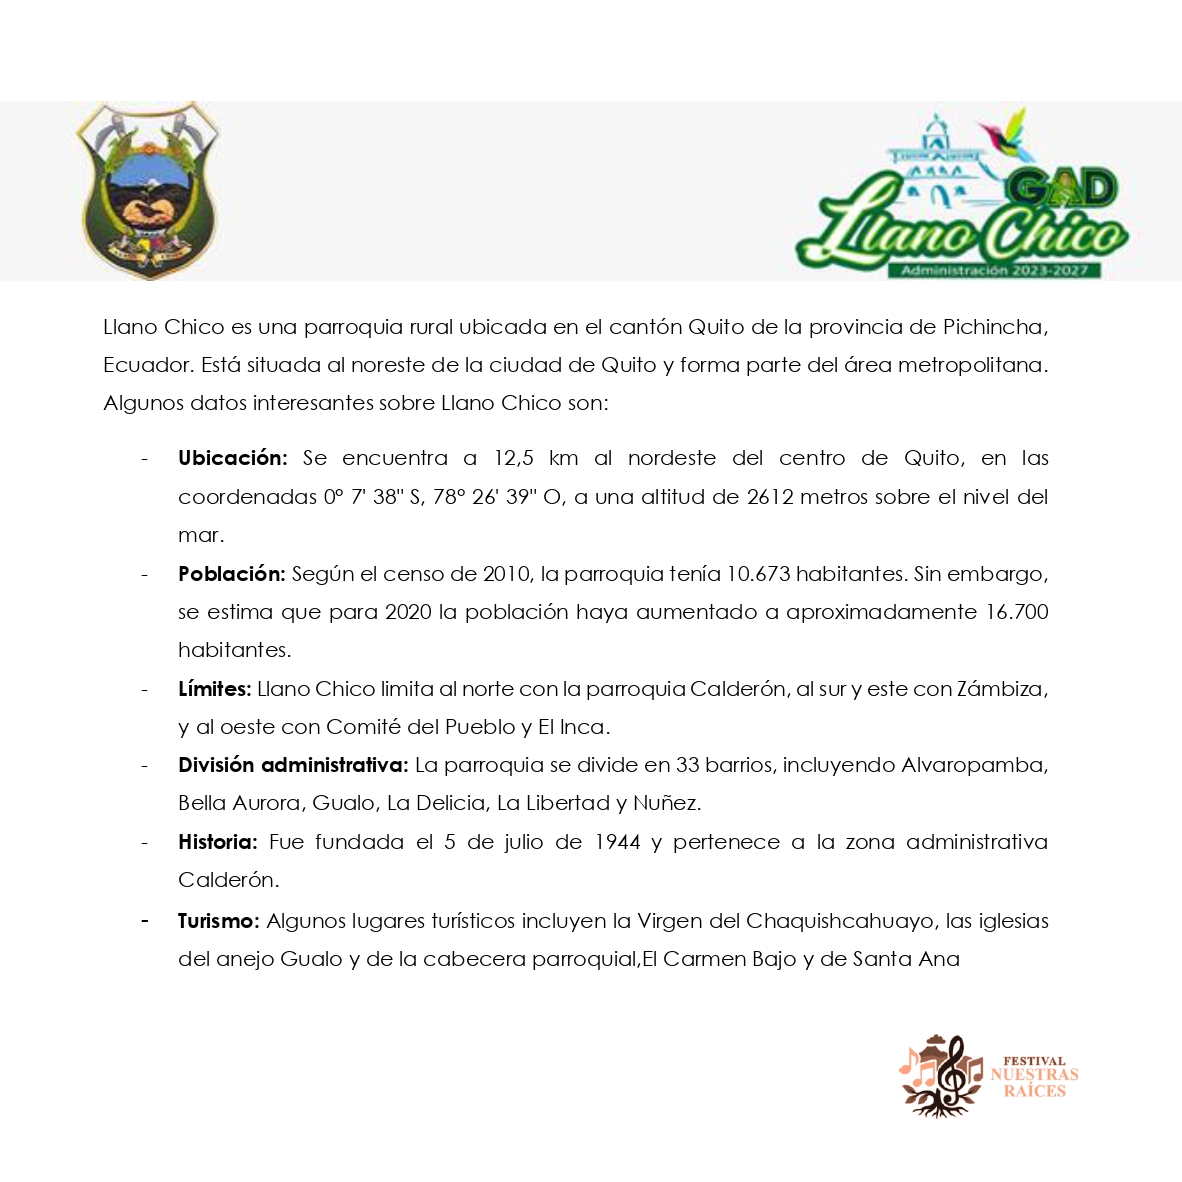 GAD
Llano Chico
Administración 2023-2027
Llano Chico es una parroquia rural ubicada en el cantón Quito de la provincia de Pichincha,
Ecuador. Está situada al noreste de la ciudad de Quito y forma parte del área metropolitana.
Algunos datos interesantes sobre Llano Chico son:
- Ubicación: Se encuentra a 12,5 km al nordeste del centro de Quito, en las
coordenadas 0° 7' 38" S, 78° 26' 39" O, a una altitud de 2612 metros sobre el nivel del
mar.
- Población: Según el censo de 2010, la parroquia tenía 10.673 habitantes. Sin embargo,
se estima que para 2020 la población haya aumentado a aproximadamente 16.700
habitantes.
- Límites: Llano Chico limita al norte con la parroquia Calderón, al sur y este con Zámbiza,
y al oeste con Comité del Pueblo y El Inca.
- División administrativa: La parroquia se divide en 33 barrios, incluyendo Alvaropamba,
Bella Aurora, Gualo, La Delicia, La Libertad y Nuñez.
- Historia: Fue fundada el 5 de julio de 1944 y pertenece a la zona administrativa
Calderón.
- Turismo: Algunos lugares turísticos incluyen la Virgen del Chaquishcahuayo, las iglesias
del anejo Gualo y de la cabecera parroquial,El Carmen Bajo y de Santa Ana
FESTIVAL
NUESTRAS
RAÍCES